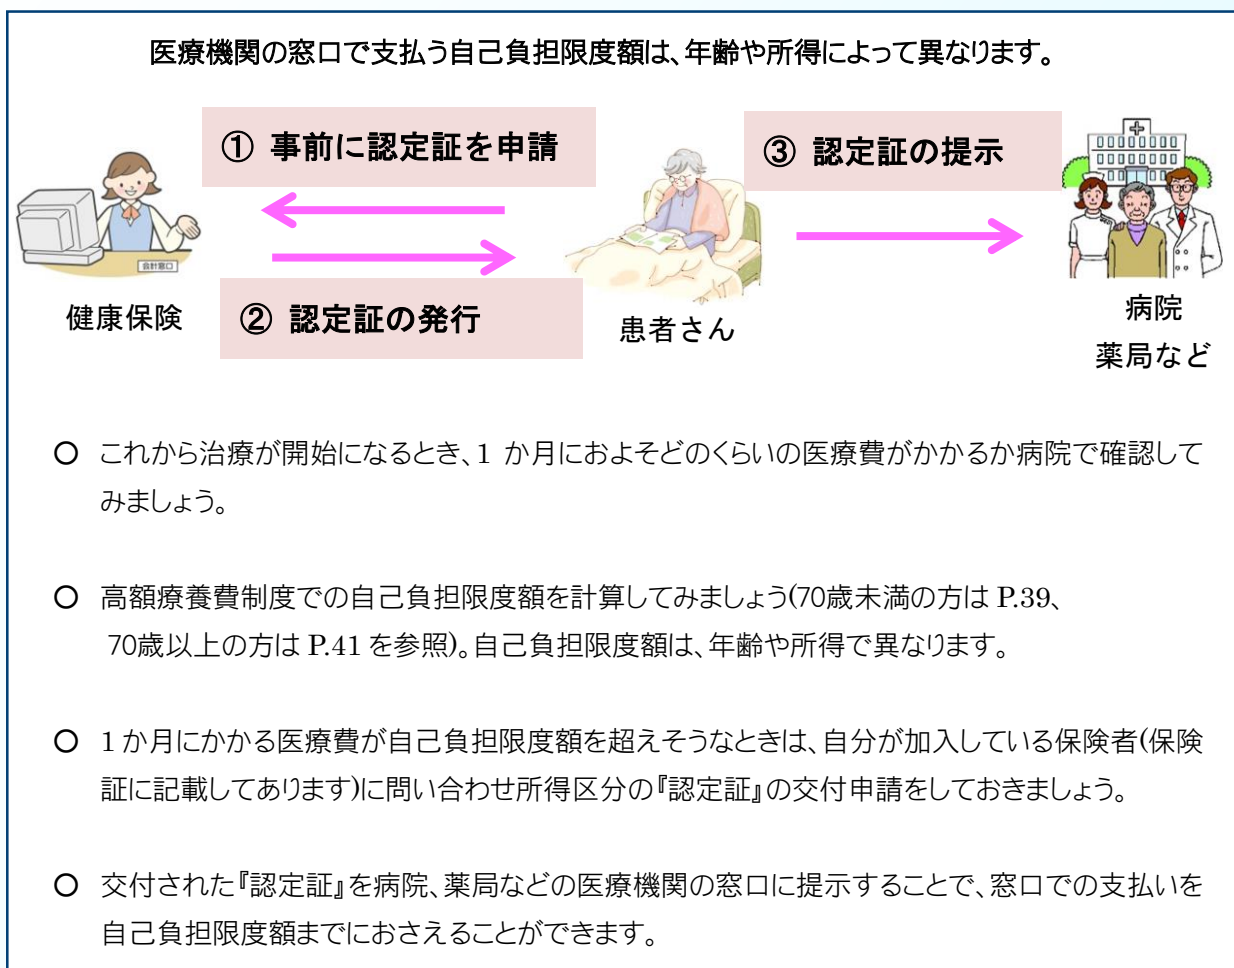 医療機関の窓口で支払う自己負担限度額は、年齢や所得によって異なります。
① 事前に認定証を申請
③ 認定証の提示
会計窓口
健康保険
② 認定証の発行
患者さん
病院
薬局など
○ これから治療が開始になるとき、1 か月におよそどのくらいの医療費がかかるか病院で確認して
みましょう。
○ 高額療養費制度での自己負担限度額を計算してみましょう(70歳未満の方は P.39、
70歳以上の方は P.41 を参照)。自己負担限度額は、年齢や所得で異なります。
○ 1 か月にかかる医療費が自己負担限度額を超えそうなときは、自分が加入している保険者(保険
証に記載してあります)に問い合わせ所得区分の『認定証』の交付申請をしておきましょう。
○ 交付された『認定証』を病院、薬局などの医療機関の窓口に提示することで、窓口での支払いを
自己負担限度額までにおさえることができます。